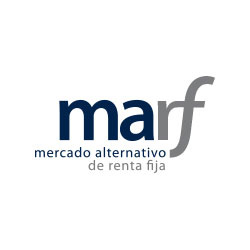 marf
mercado alternativo
de renta fija